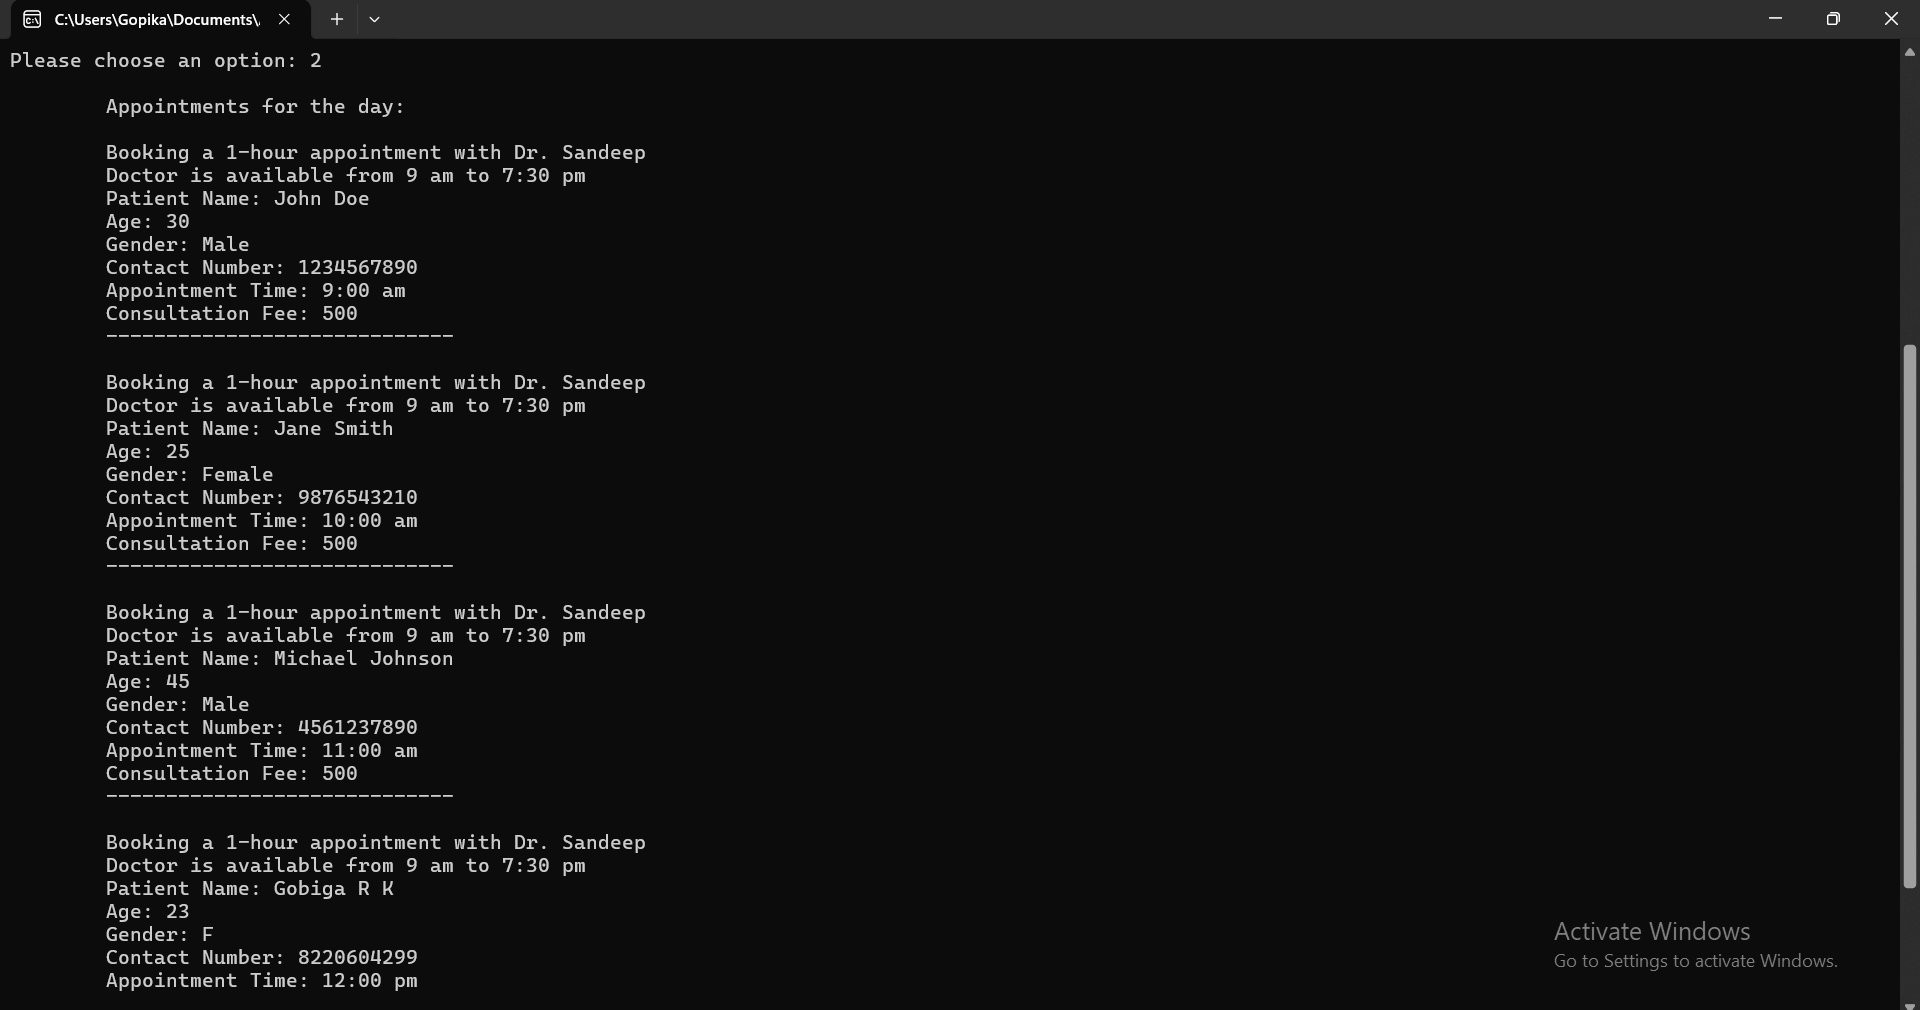 C:\Users\Gopika\Documents\.
Please choose an option: 2
Appointments for the day:
Booking a 1-hour appointment with Dr. Sandeep
Doctor is available from 9 am to 7:30 pm
Patient Name: John Doe
Age: 30
Gender: Male
Contact Number: 1234567890
Appointment Time: 9:00 am
Consultation Fee: 500
-----------------------------
Booking a 1-hour appointment with Dr. Sandeep
Doctor is available from 9 am to 7:30 pm
Patient Name: Jane Smith
Age: 25
Gender: Female
Contact Number: 9876543210
Appointment Time: 10:00 am
Consultation Fee: 500
-----------------------------
Booking a 1-hour appointment with Dr. Sandeep
Doctor is available from 9 am to 7:30 pm
Patient Name: Michael Johnson
Age: 45
Gender: Male
Contact Number: 4561237890
Appointment Time: 11:00 am
Consultation Fee: 500
-----------------------------
Booking a 1-hour appointment with Dr. Sandeep
Doctor is available from 9 am to 7:30 pm
Patient Name: Gobiga R K
Age: 23
Gender: F
Contact Number: 8220604299
Appointment Time: 12:00 pm
Activate Windows
Go to Settings to activate Windows.